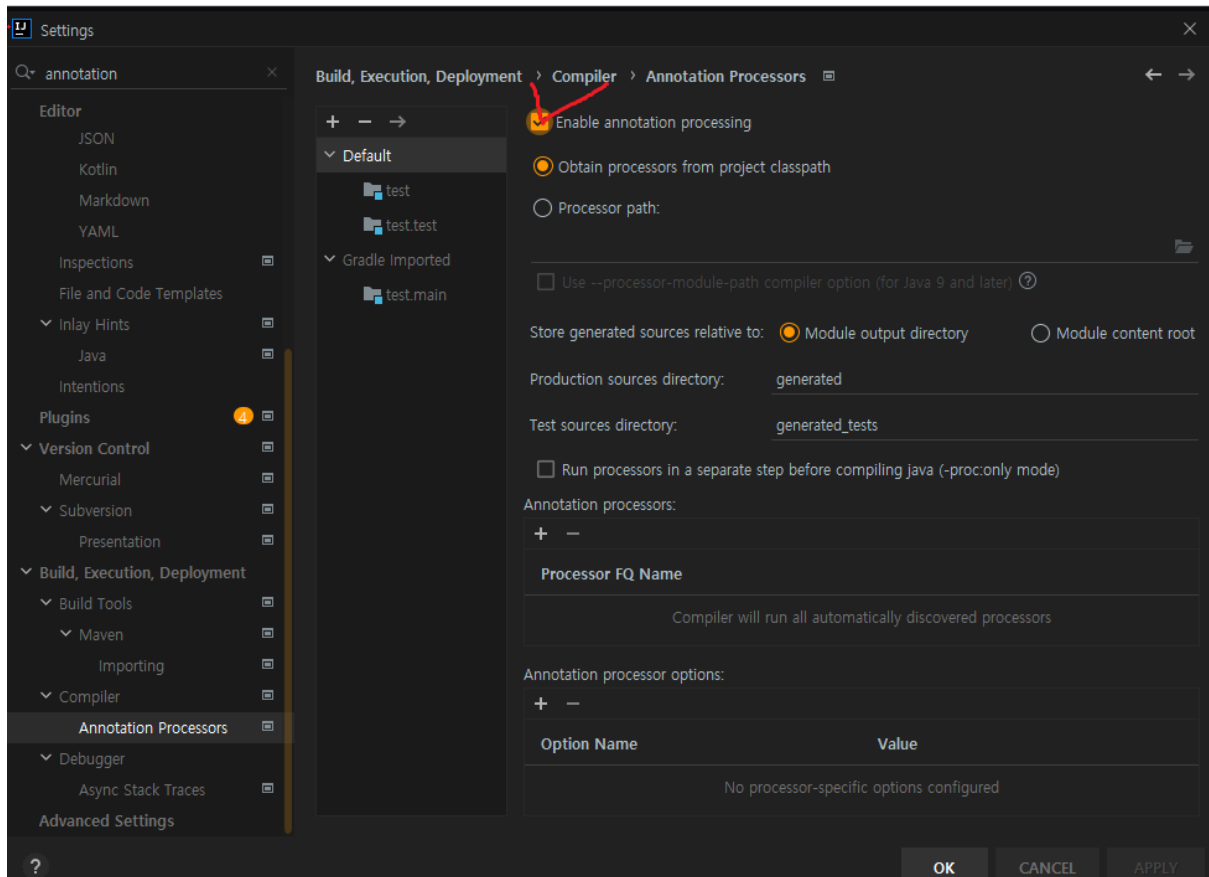 Settings
annotation
Editor
JSON
Kotlin
Markdown
YAML
Inspections
File and Code Templates
Inlay Hints
Java
Intentions
Plugins 4
Version Control
Mercurial
Subversion
Presentation
Build, Execution, Deployment
Build Tools
Maven
Importing
Compiler
Annotation Processors
Debugger
Async Stack Traces
Advanced Settings
?
Build, Execution, Deployment › Compiler › Annotation Processors
Default
test
test.test
Gradle Imported
test.main
Enable annotation processing
Obtain processors from project classpath
Processor path:
Use --processor-module-path compiler option (for Java 9 and later) ?
Store generated sources relative to: Module output directory Module content root
Production sources directory: generated
Test sources directory: generated_tests
Run processors in a separate step before compiling java (-proc:only mode)
Annotation processors:
Processor FQ Name
Compiler will run all automatically discovered processors
Annotation processor options:
Option Name Value
No processor-specific options configured
OK CANCEL APPLY